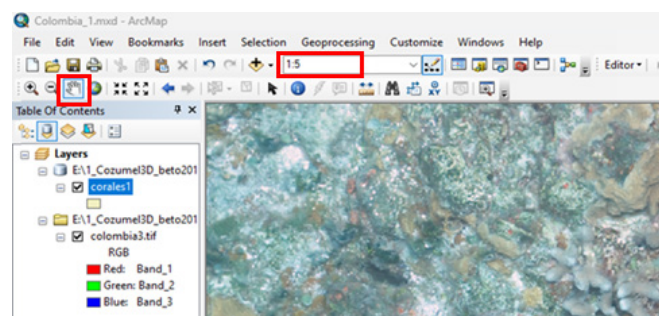 Colombia_1.mxd - ArcMap
File Edit View Bookmarks Insert Selection Geoprocessing Customize Windows Help
1:5
Editor
Table Of Contents
Layers
E:\1_Cozumel3D_beto201
corales1
E:\1_Cozumel3D_beto201
colombia3.tif
RGB
Red: Band_1
Green: Band_2
Blue: Band_3